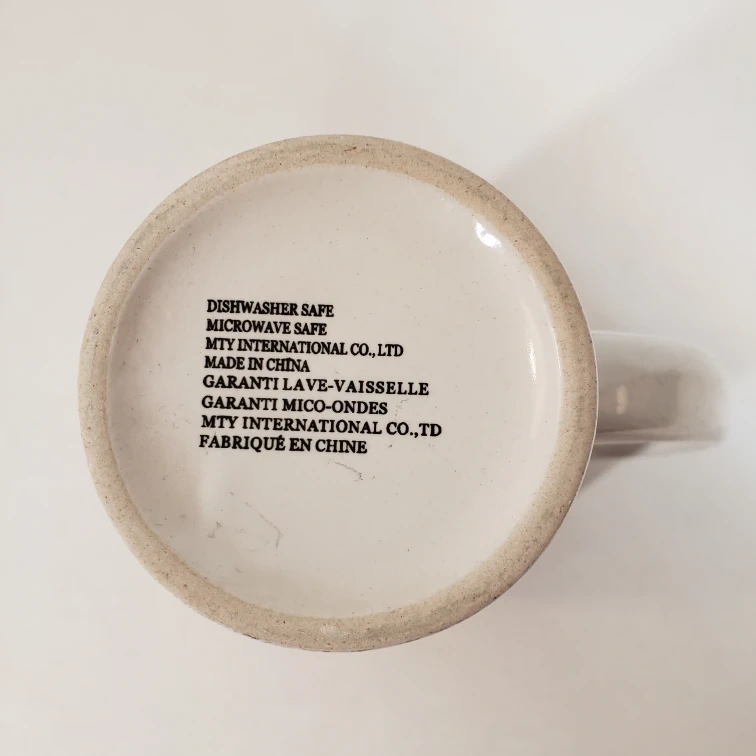 DISHWASHER SAFE
MICROWAVE SAFE
MTY INTERNATIONAL CO., LTD
MADE IN CHINA
GARANTI LAVE-VAISSELLE
GARANTI MICO-ONDES
MTY INTERNATIONAL CO.,TD
FABRIQUÉ EN CHINE